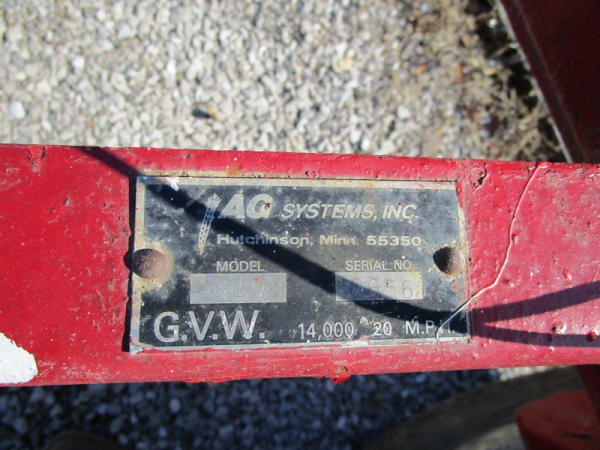 AG SYSTEMS, INC.
Hutchinson, Minn. 55350
MODEL SERIAL NO
G.V.W. 14,000 20 M.P.H